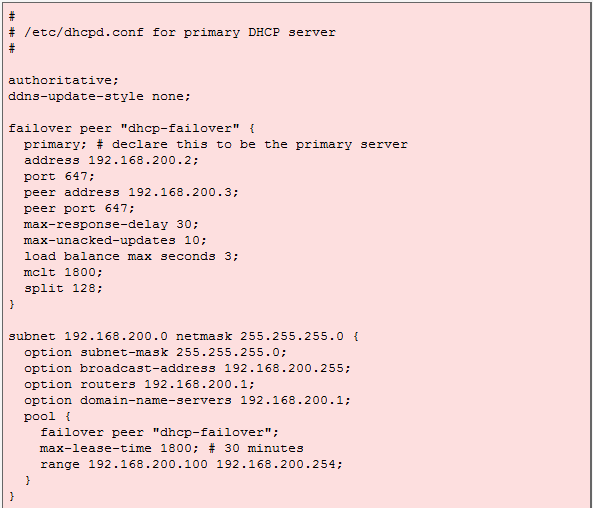 #
# /etc/dhcpd.conf for primary DHCP server
#
authoritative;
ddns-update-style none;
failover peer "dhcp-failover" {
  primary; # declare this to be the primary server
  address 192.168.200.2;
  port 647;
  peer address 192.168.200.3;
  peer port 647;
  max-response-delay 30;
  max-unacked-updates 10;
  load balance max seconds 3;
  mclt 1800;
  split 128;
}
subnet 192.168.200.0 netmask 255.255.255.0 {
  option subnet-mask 255.255.255.0;
  option broadcast-address 192.168.200.255;
  option routers 192.168.200.1;
  option domain-name-servers 192.168.200.1;
  pool {
    failover peer "dhcp-failover";
    max-lease-time 1800; # 30 minutes
    range 192.168.200.100 192.168.200.254;
  }
}